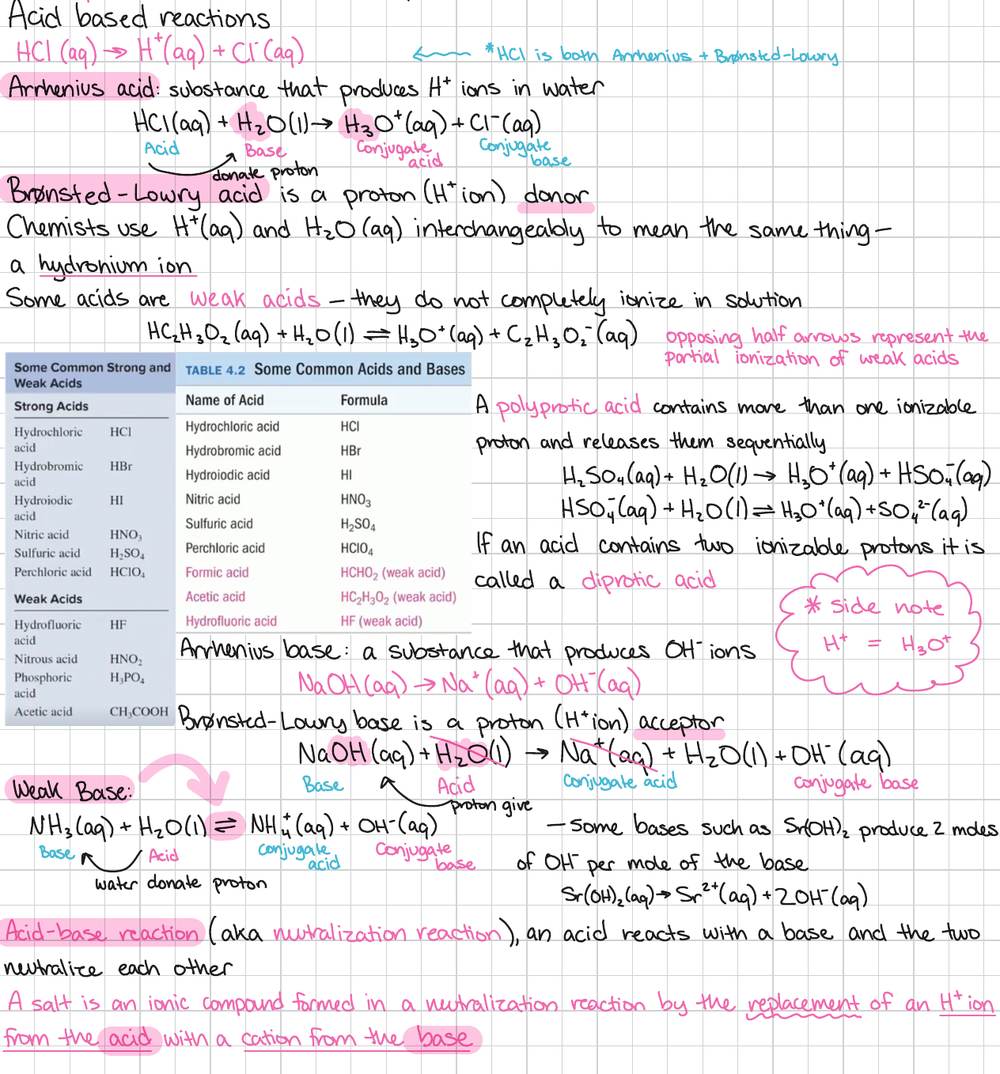 Acid based reactions
HCl (aq) → H⁺(aq) + Cl⁻(aq)
← *HCl is both Arrhenius + Brønsted-Lowry
Arrhenius acid: substance that produces H⁺ ions in water
HCl(aq) + H₂O(l) → H₃O⁺(aq) + Cl⁻(aq)
Acid Base Conjugate acid Conjugate base
donate proton
Brønsted-Lowry acid is a proton (H⁺ ion) donor
Chemists use H⁺(aq) and H₂O (aq) interchangeably to mean the same thing –
a hydronium ion
Some acids are weak acids – they do not completely ionize in solution
HC₂H₃O₂(aq) + H₂O(l) ⇌ H₃O⁺(aq) + C₂H₃O₂⁻(aq)
opposing half arrows represent the
partial ionization of weak acids
Some Common Strong and
Weak Acids
Strong Acids
Hydrochloric acid HCl
Hydrobromic acid HBr
Hydroiodic acid HI
Nitric acid HNO₃
Sulfuric acid H₂SO₄
Perchloric acid HClO₄
Weak Acids
Hydrofluoric acid HF
Nitrous acid HNO₂
Phosphoric acid H₃PO₄
Acetic acid CH₃COOH
TABLE 4.2 Some Common Acids and Bases
Name of Acid Formula
Hydrochloric acid HCl
Hydrobromic acid HBr
Hydroiodic acid HI
Nitric acid HNO₃
Sulfuric acid H₂SO₄
Perchloric acid HClO₄
Formic acid HCHO₂ (weak acid)
Acetic acid HC₂H₃O₂ (weak acid)
Hydrofluoric acid HF (weak acid)
A polyprotic acid contains more than one ionizable
proton and releases them sequentially
H₂SO₄(aq) + H₂O(l) → H₃O⁺(aq) + HSO₄⁻(aq)
HSO₄⁻(aq) + H₂O(l) ⇌ H₃O⁺(aq) + SO₄²⁻(aq)
If an acid contains two ionizable protons it is
called a diprotic acid
* side note
H⁺ = H₃O⁺
Arrhenius base: a substance that produces OH⁻ ions
NaOH(aq) → Na⁺(aq) + OH⁻(aq)
Brønsted-Lowry base is a proton (H⁺ion) acceptor
NaOH(aq) + H₂O(l) → Na⁺(aq) + H₂O(l) + OH⁻(aq)
Base Acid Conjugate acid Conjugate base
proton give
Weak Base:
NH₃(aq) + H₂O(l) ⇌ NH₄⁺(aq) + OH⁻(aq)
Base Acid Conjugate acid Conjugate base
water donate proton
– Some bases such as Sr(OH)₂ produce 2 moles
of OH⁻ per mole of the base
Sr(OH)₂(aq) → Sr²⁺(aq) + 2OH⁻(aq)
Acid-base reaction (aka neutralization reaction), an acid reacts with a base and the two
neutralize each other
A salt is an ionic compound formed in a neutralization reaction by the replacement of an H⁺ ion
from the acid with a cation from the base